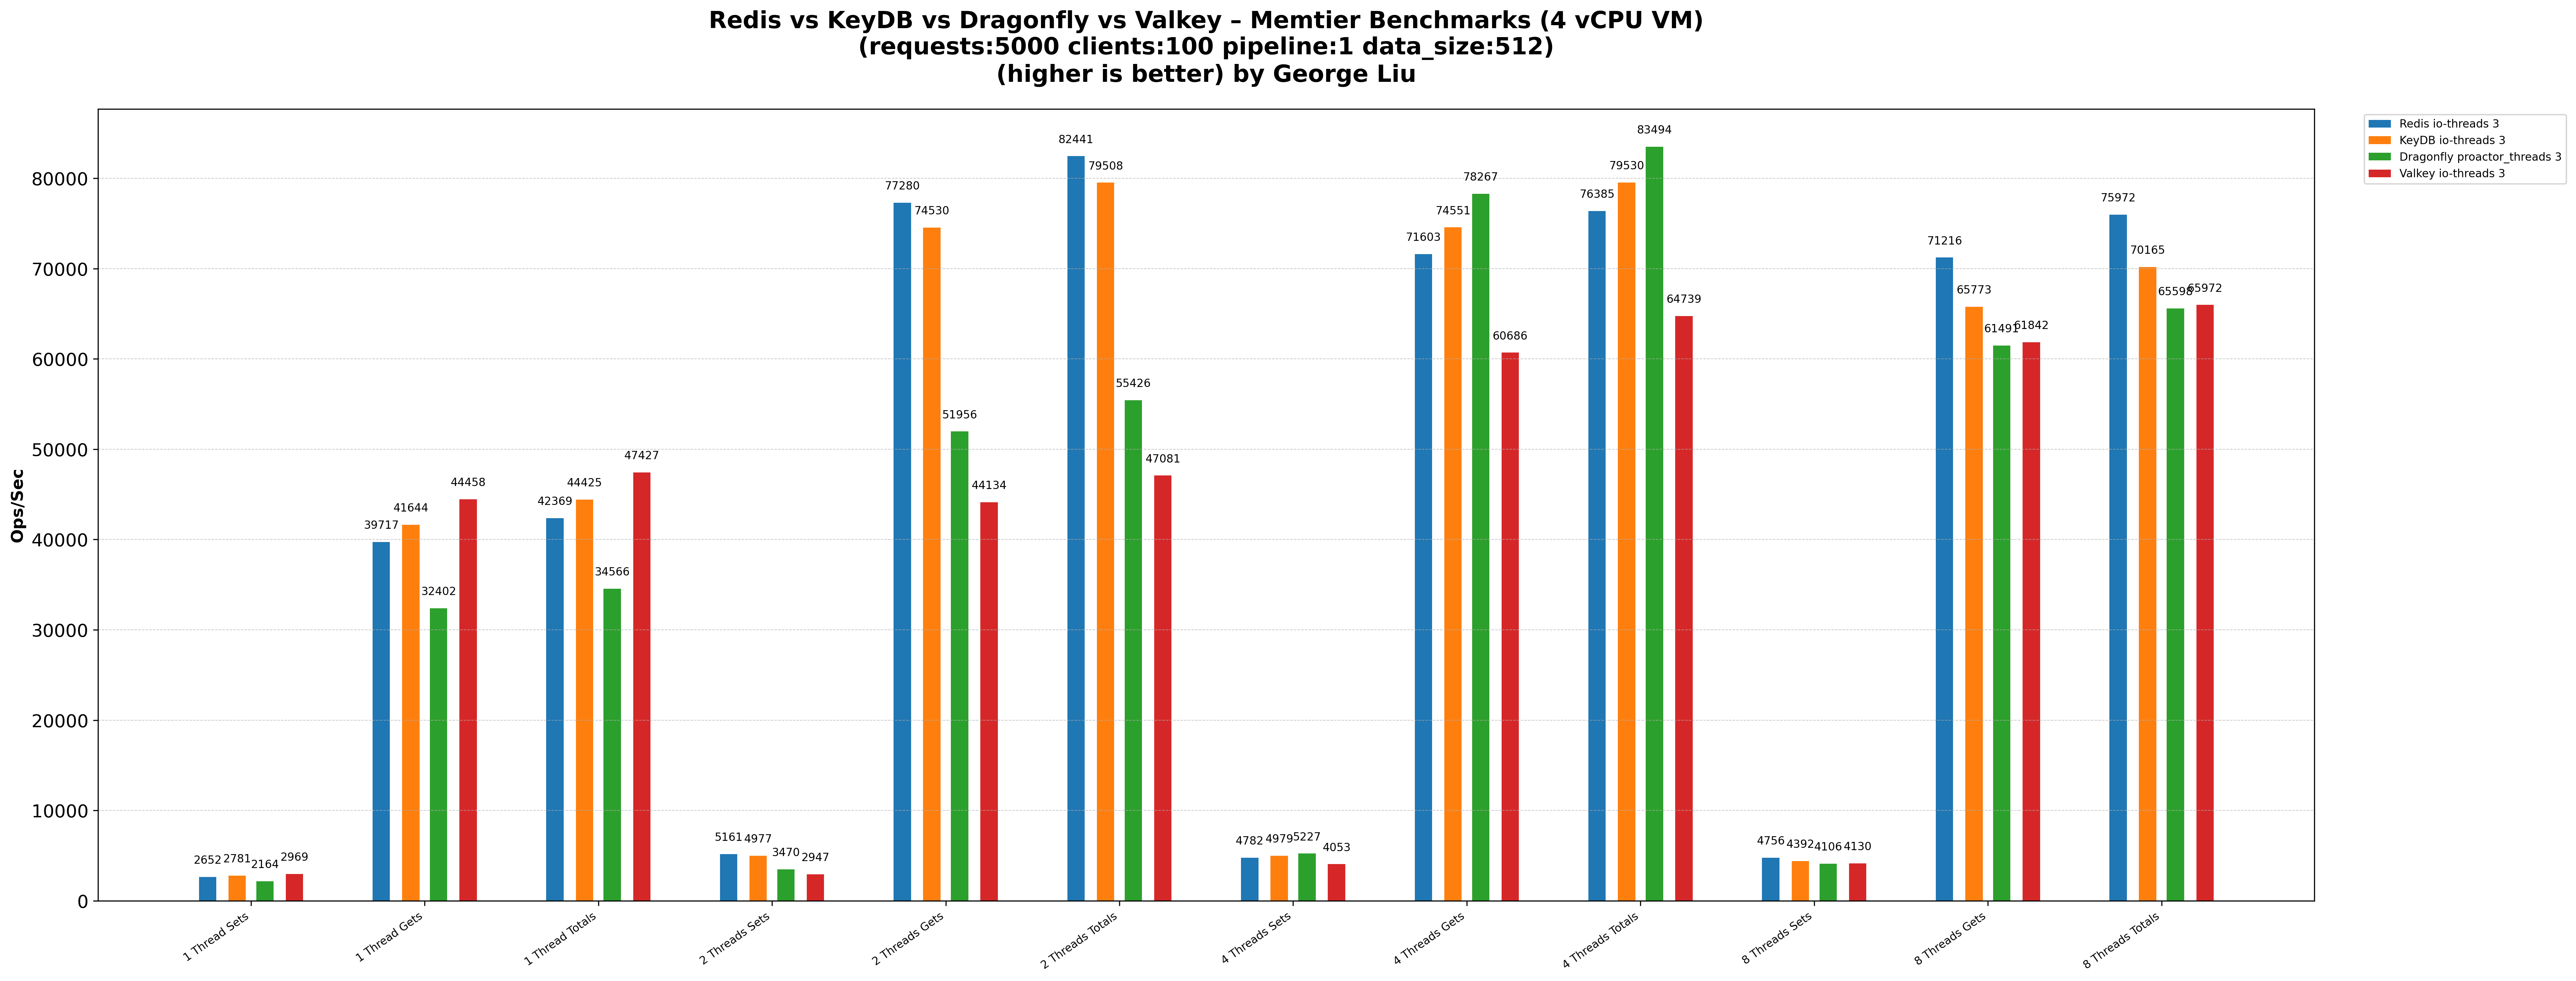 Redis vs KeyDB vs Dragonfly vs Valkey – Memtier Benchmarks (4 vCPU VM)
(requests:5000 clients:100 pipeline:1 data_size:512)
(higher is better) by George Liu
Redis io-threads 3
KeyDB io-threads 3
Dragonfly proactor_threads 3
Valkey io-threads 3
Ops/Sec
80000
70000
60000
50000
40000
30000
20000
10000
0
2652 2781 2164 2969
39717 41644 32402 44458
42369 44425 34566 47427
5161 4977 3470 2947
77280 74530 51956 44134
82441 79508 55426 47081
4782 4979 5227 4053
71603 74551 78267 60686
76385 79530 83494 64739
4756 4392 4106 4130
71216 65773 61491 61842
75972 70165 65598 65972
1 Thread Sets
1 Thread Gets
1 Thread Totals
2 Threads Sets
2 Threads Gets
2 Threads Totals
4 Threads Sets
4 Threads Gets
4 Threads Totals
8 Threads Sets
8 Threads Gets
8 Threads Totals